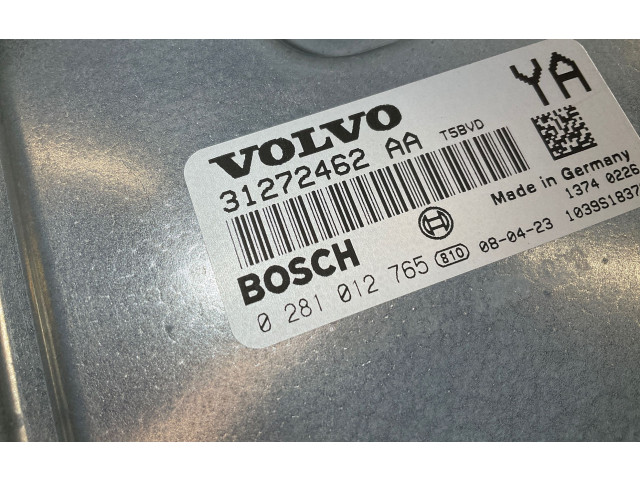 YA
VOLVO
31272462 AA T5BVD
Made in Germany
1374 0226
BOSCH
0 281 012 765 810 08-04-23 1039S1837